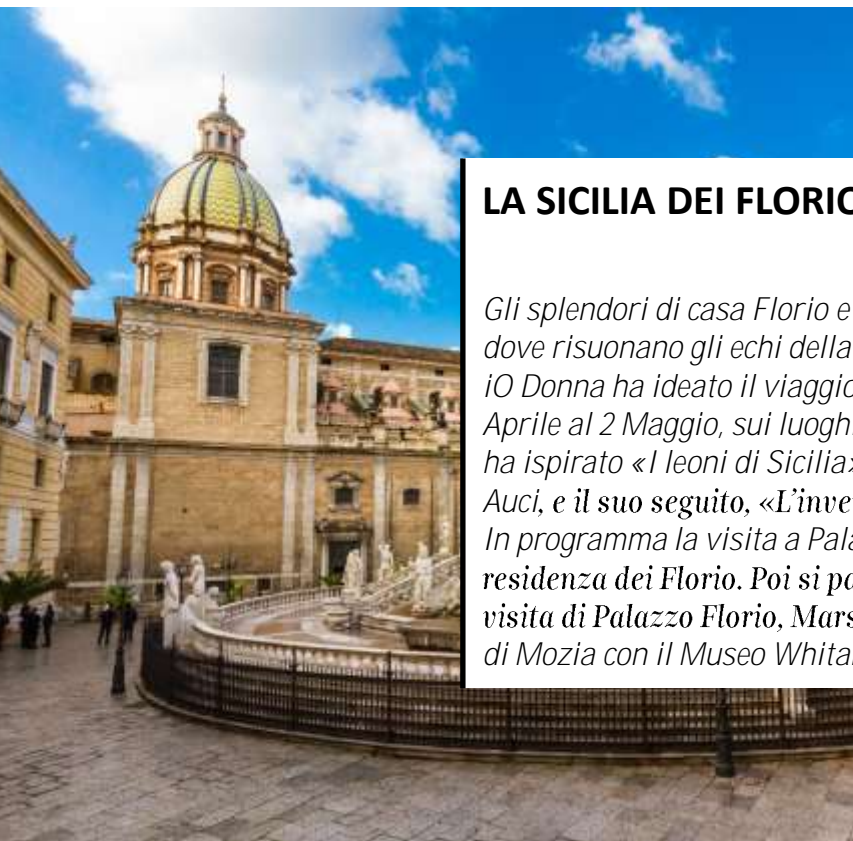 LA SICILIA DEI FLORIO
Gli splendori di casa Florio e
dove risuonano gli echi della
iO Donna ha ideato il viaggio
Aprile al 2 Maggio, sui luogh
ha ispirato «I leoni di Sicilia»
Auci, e il suo seguito, «L'inve
In programma la visita a Pala
residenza dei Florio. Poi si pa
visita di Palazzo Florio, Mars
di Mozia con il Museo Whita